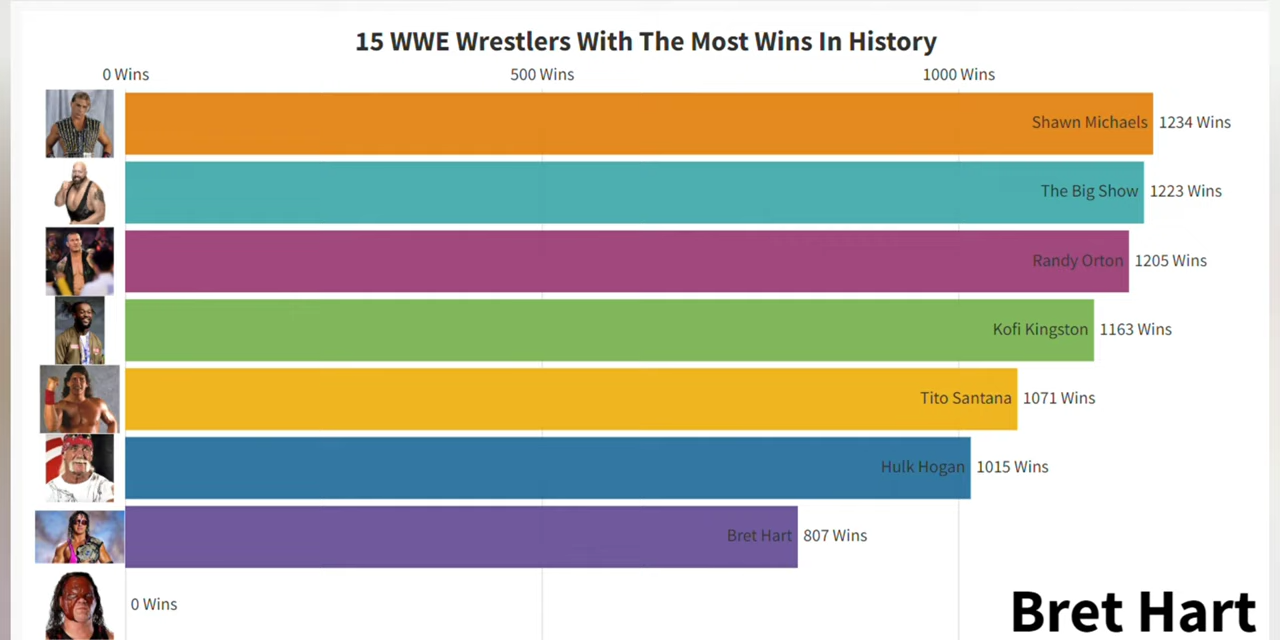 15 WWE Wrestlers With The Most Wins In History
0 Wins 500 Wins 1000 Wins
Shawn Michaels 1234 Wins
The Big Show 1223 Wins
Randy Orton 1205 Wins
Kofi Kingston 1163 Wins
Tito Santana 1071 Wins
Hulk Hogan 1015 Wins
Bret Hart 807 Wins
0 Wins
Bret Hart